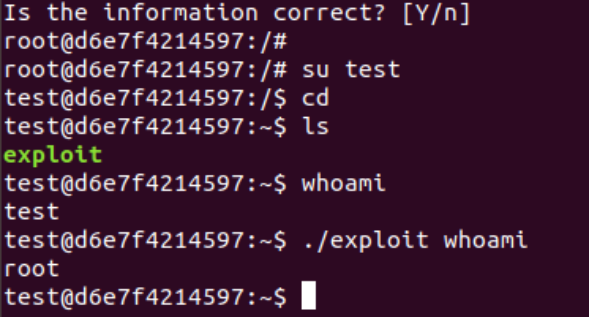 Is the information correct? [Y/n]
root@d6e7f4214597:/#
root@d6e7f4214597:/# su test
test@d6e7f4214597:/$ cd
test@d6e7f4214597:~$ ls
exploit
test@d6e7f4214597:~$ whoami
test
test@d6e7f4214597:~$ ./exploit whoami
root
test@d6e7f4214597:~$